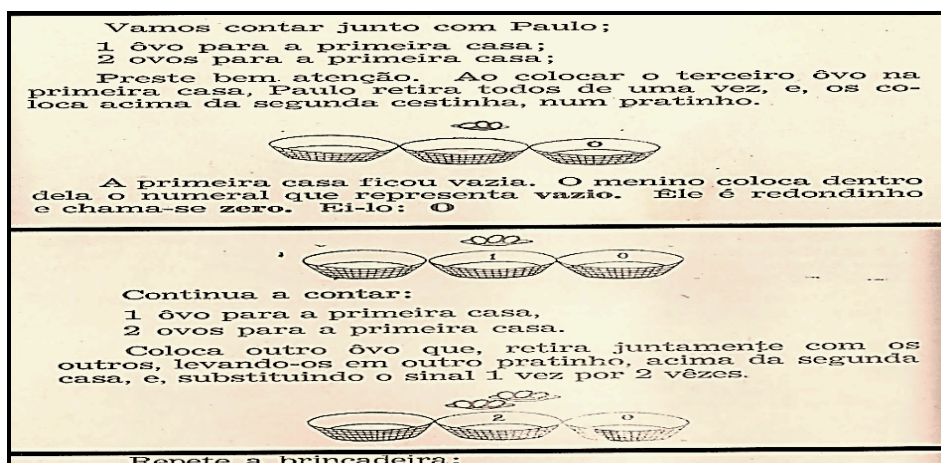 Vamos contar junto com Paulo;
1 ôvo para a primeira casa;
2 ovos para a primeira casa;
Preste bem atenção. Ao colocar o terceiro ôvo na
primeira casa, Paulo retira todos de uma vez, e, os co-
loca acima da segunda cestinha, num pratinho.
0
A primeira casa ficou vazia. O menino coloca dentro
dela o numeral que representa vazio. Ele é redondinho
e chama-se zero. Ei-lo: 0
1 0
Continua a contar:
1 ôvo para a primeira casa,
2 ovos para a primeira casa.
Coloca outro ôvo que, retira juntamente com os
outros, levando-os em outro pratinho, acima da segunda
casa, e, substituindo o sinal 1 vez por 2 vêzes.
2 0
Repete a brincadeira: